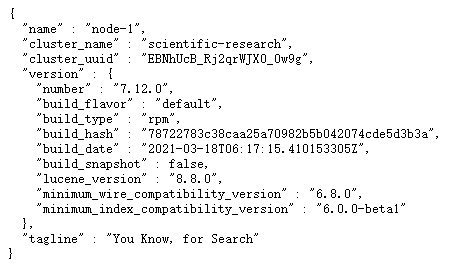 {
  "name" : "node-1",
  "cluster_name" : "scientific-research",
  "cluster_uuid" : "EBNhUcB_Rj2qrWJX0_0w9g",
  "version" : {
    "number" : "7.12.0",
    "build_flavor" : "default",
    "build_type" : "rpm",
    "build_hash" : "78722783c38caa25a70982b5b042074cde5d3b3a",
    "build_date" : "2021-03-18T06:17:15.410153305Z",
    "build_snapshot" : false,
    "lucene_version" : "8.8.0",
    "minimum_wire_compatibility_version" : "6.8.0",
    "minimum_index_compatibility_version" : "6.0.0-beta1"
  },
  "tagline" : "You Know, for Search"
}